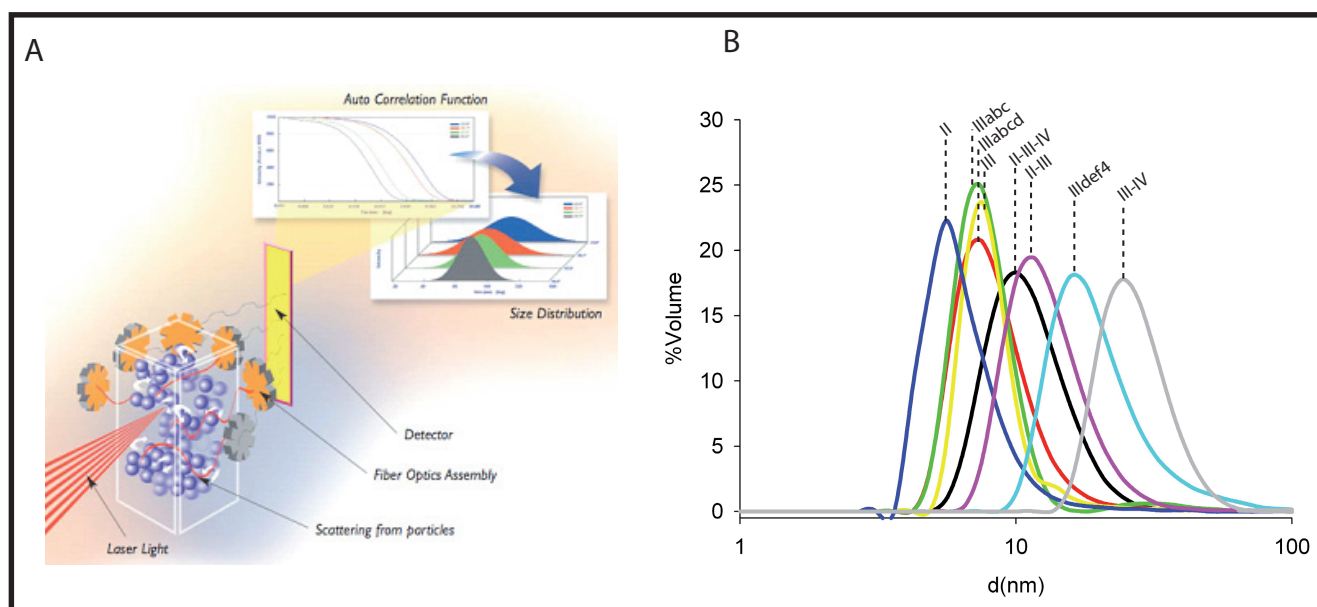 A
Auto Correlation Function
Size Distribution
Detector
Fiber Optics Assembly
Scattering from particles
Laser Light
B
II
IIIabc
IIIabcd
III
II-III-IV
II-III
IIIdef4
III-IV
30
25
20
15
10
5
0
%Volume
1
10
100
d(nm)